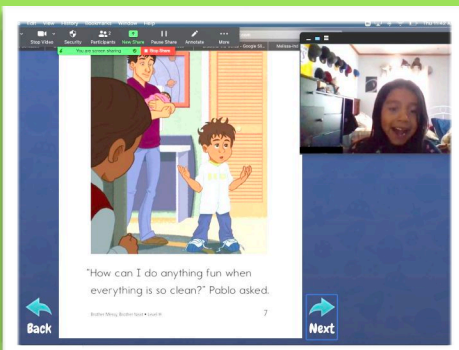 Stop Video
Security
Participants
2
New Share
Pause Share
Annotate
More
You are screen sharing
Stop Share
"How can I do anything fun when
everything is so clean?" Pablo asked.
7
Back
Next